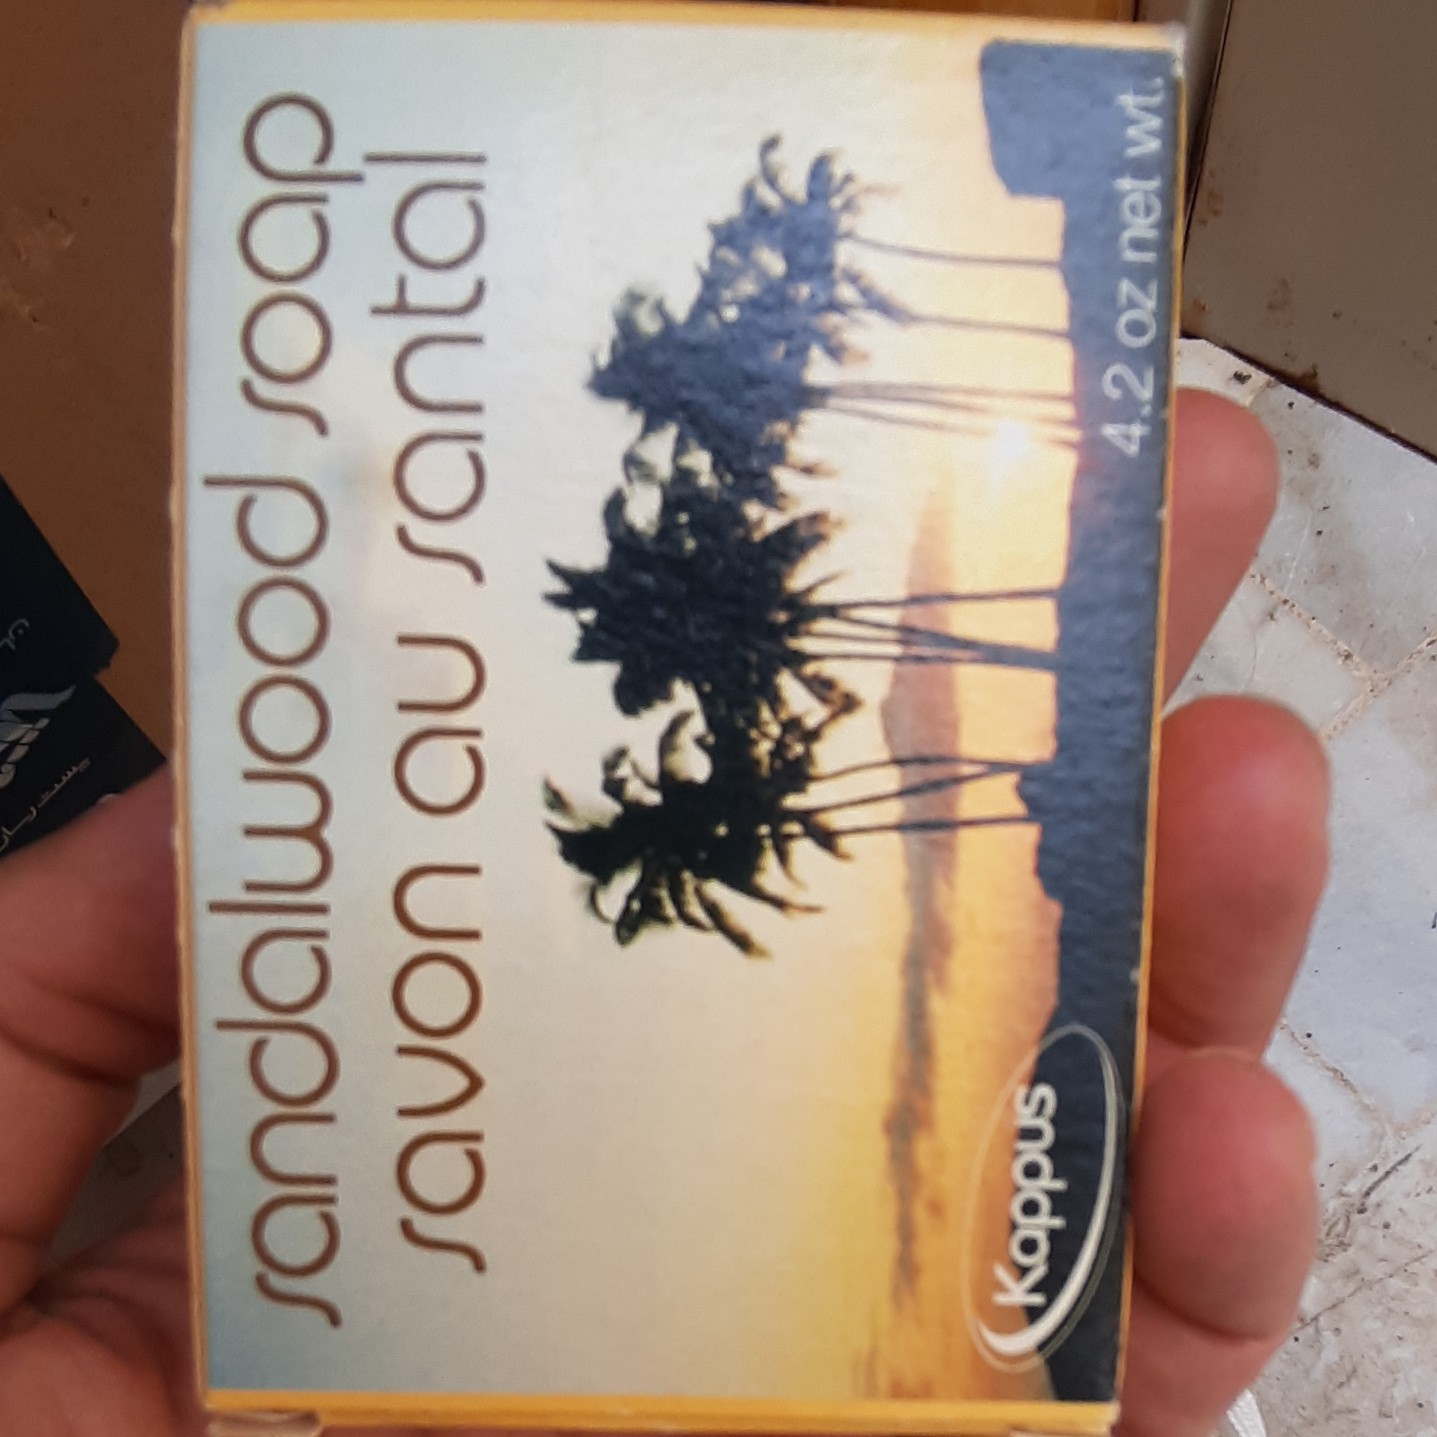 sandalwood soap
savon au santal
4.2 oz net wt.
Kappus